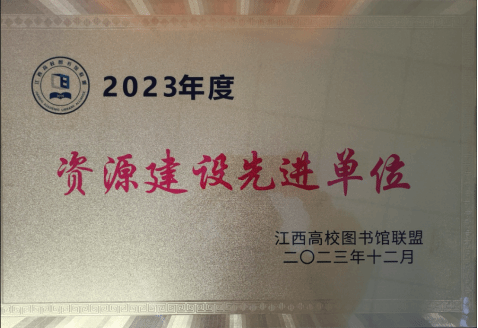 2023年度
资源建设先进单位
江西高校图书馆联盟
二〇二三年十二月